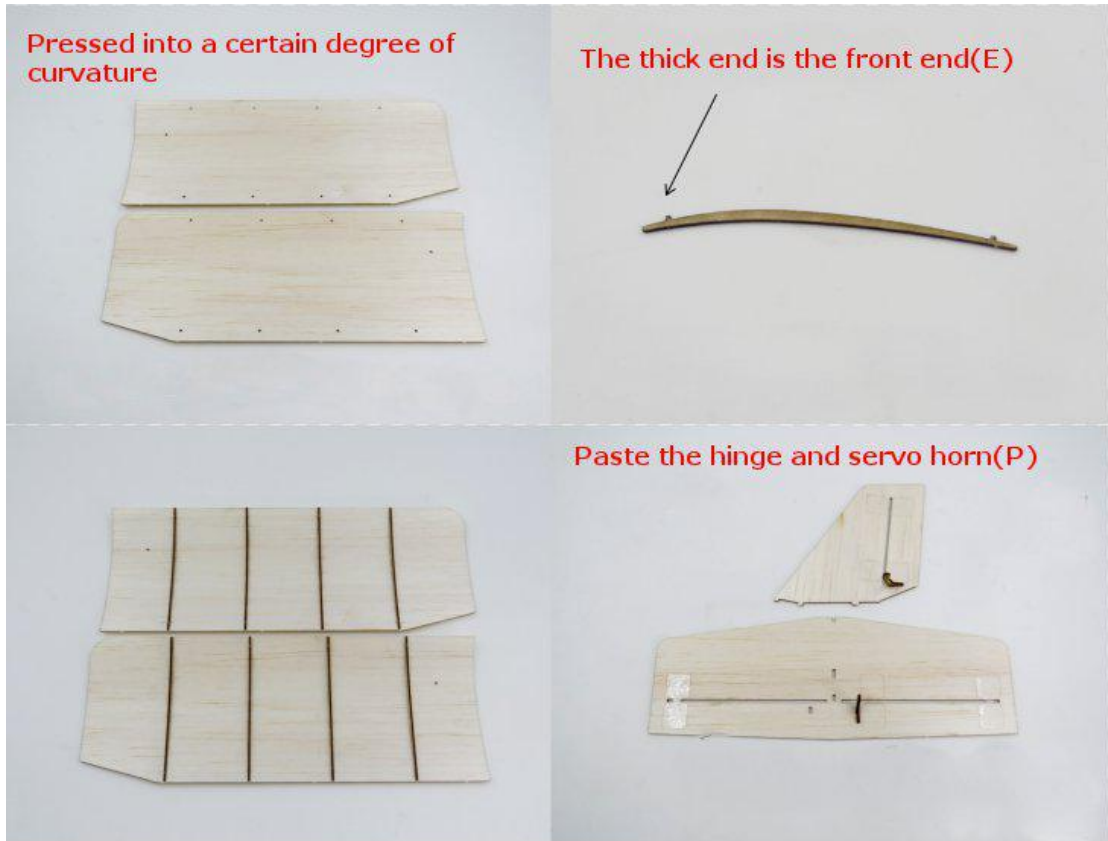 Pressed into a certain degree of
curvature
The thick end is the front end(E)
Paste the hinge and servo horn(P)